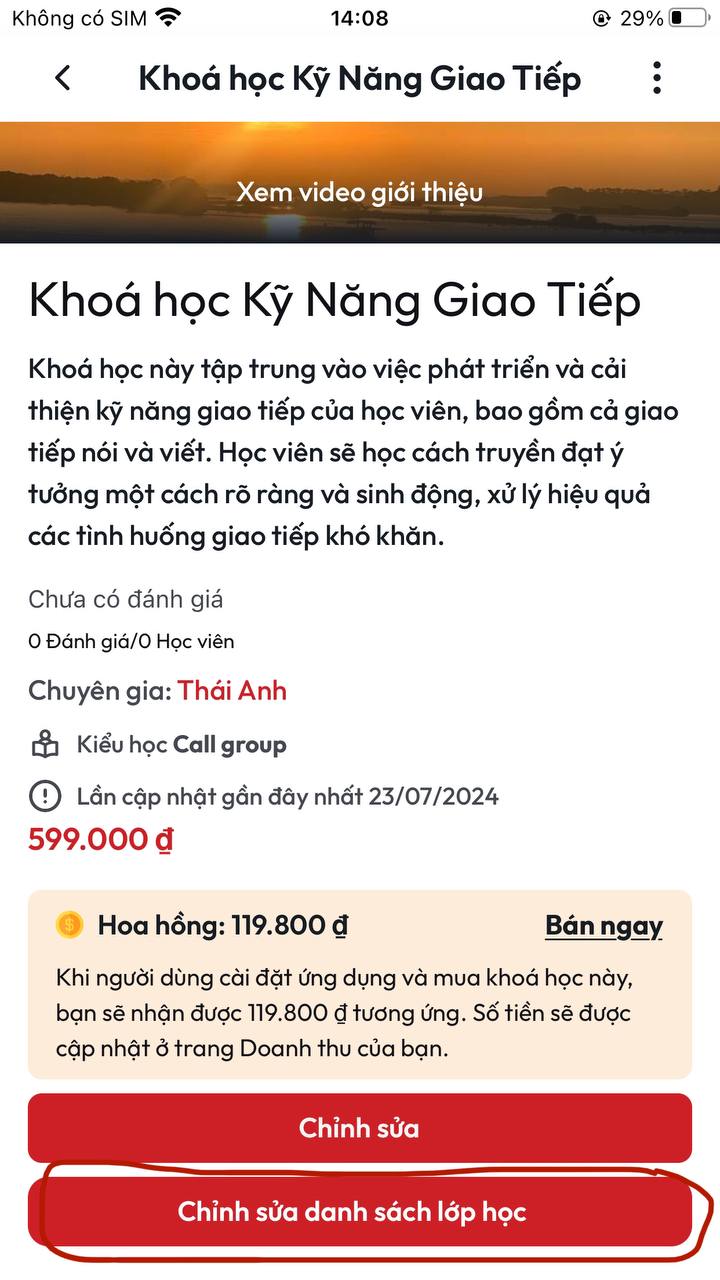 Không có SIM 14:08 29%
Khoá học Kỹ Năng Giao Tiếp
Xem video giới thiệu
Khoá học Kỹ Năng Giao Tiếp
Khoá học này tập trung vào việc phát triển và cải
thiện kỹ năng giao tiếp của học viên, bao gồm cả giao
tiếp nói và viết. Học viên sẽ học cách truyền đạt ý
tưởng một cách rõ ràng và sinh động, xử lý hiệu quả
các tình huống giao tiếp khó khăn.
Chưa có đánh giá
0 Đánh giá/0 Học viên
Chuyên gia: Thái Anh
Kiểu học Call group
Lần cập nhật gần đây nhất 23/07/2024
599.000 ₫
Hoa hồng: 119.800 ₫ Bán ngay
Khi người dùng cài đặt ứng dụng và mua khoá học này,
bạn sẽ nhận được 119.800 ₫ tương ứng. Số tiền sẽ được
cập nhật ở trang Doanh thu của bạn.
Chỉnh sửa
Chỉnh sửa danh sách lớp học